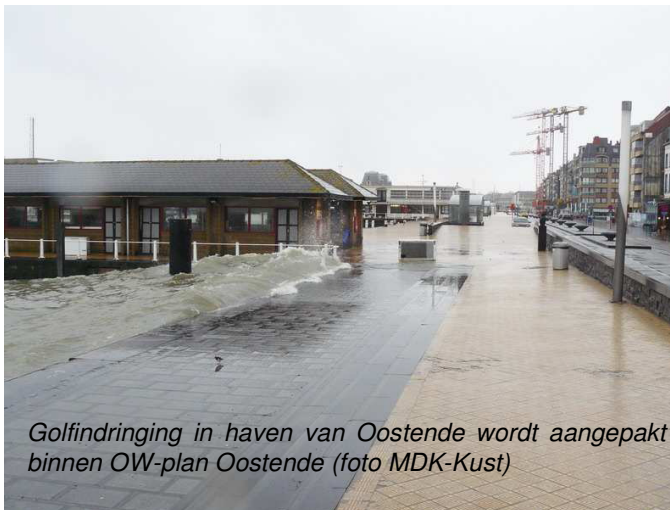 Golfindringing in haven van Oostende wordt aangepakt
binnen OW-plan Oostende (foto MDK-Kust)